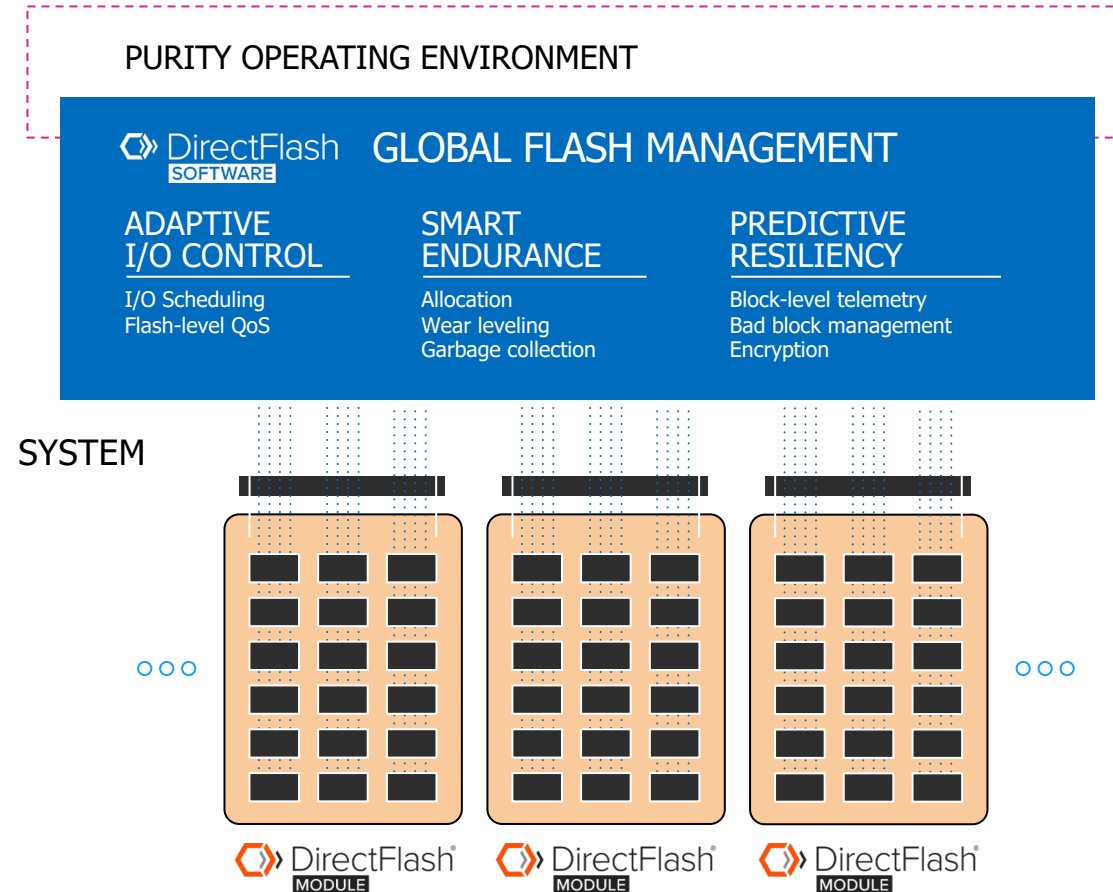 PURITY OPERATING ENVIRONMENT
DirectFlash
SOFTWARE
GLOBAL FLASH MANAGEMENT
ADAPTIVE
I/O CONTROL
I/O Scheduling
Flash-level QoS
SMART
ENDURANCE
Allocation
Wear leveling
Garbage collection
PREDICTIVE
RESILIENCY
Block-level telemetry
Bad block management
Encryption
SYSTEM
DirectFlash®
MODULE
DirectFlash®
MODULE
DirectFlash®
MODULE